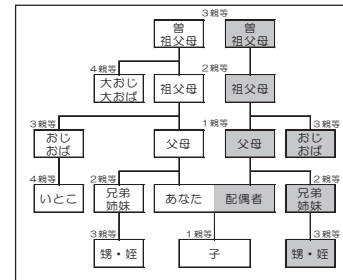 3親等
曽
祖父母
曽
祖父母
4親等
2親等
大おじ
大おば
祖父母
祖父母
3親等
1親等
3親等
おじ
おば
父母
父母
おじ
おば
4親等
2親等
2親等
いとこ
兄弟
姉妹
あなた
配偶者
兄弟
姉妹
3親等
1親等
3親等
甥・姪
子
甥・姪